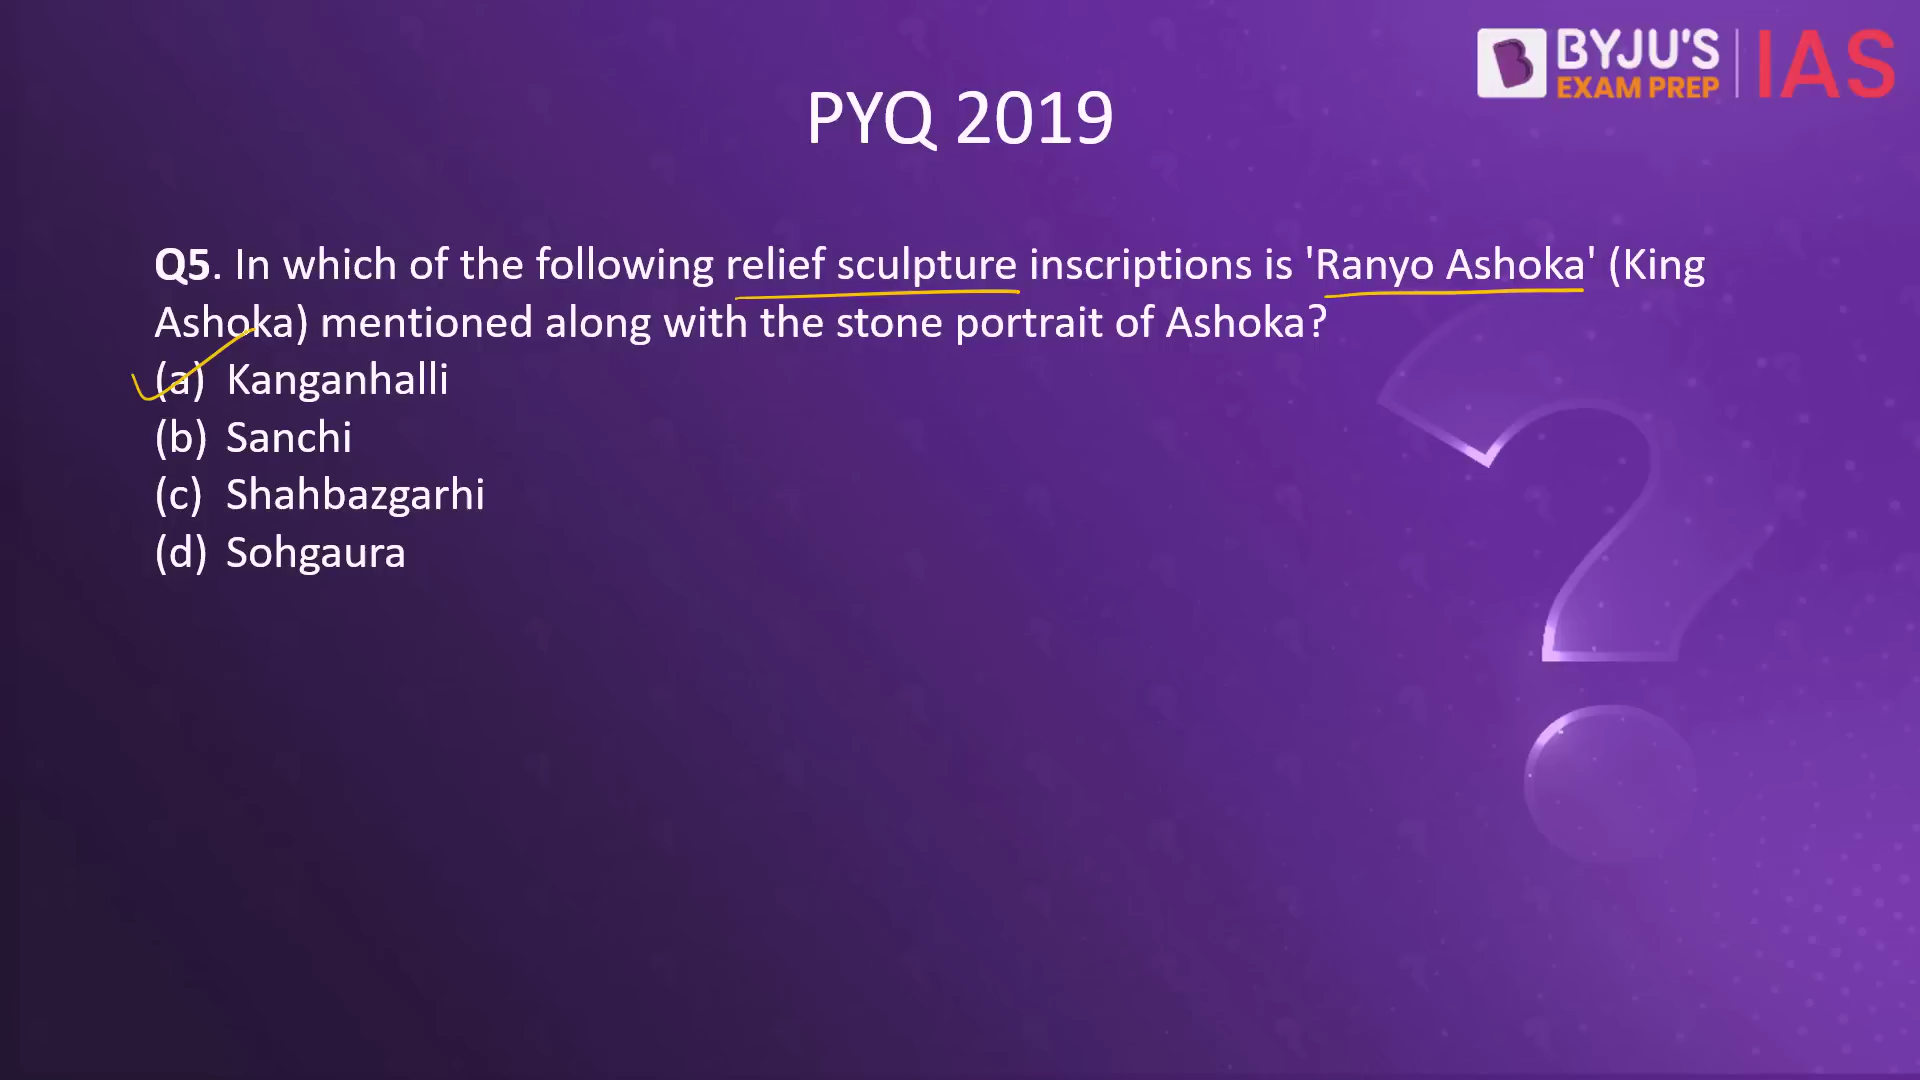 BYJU'S
EXAM PREP
IAS
PYQ 2019
Q5. In which of the following relief sculpture inscriptions is 'Ranyo Ashoka' (King
Ashoka) mentioned along with the stone portrait of Ashoka?
(a) Kanganhalli
(b) Sanchi
(c) Shahbazgarhi
(d) Sohgaura